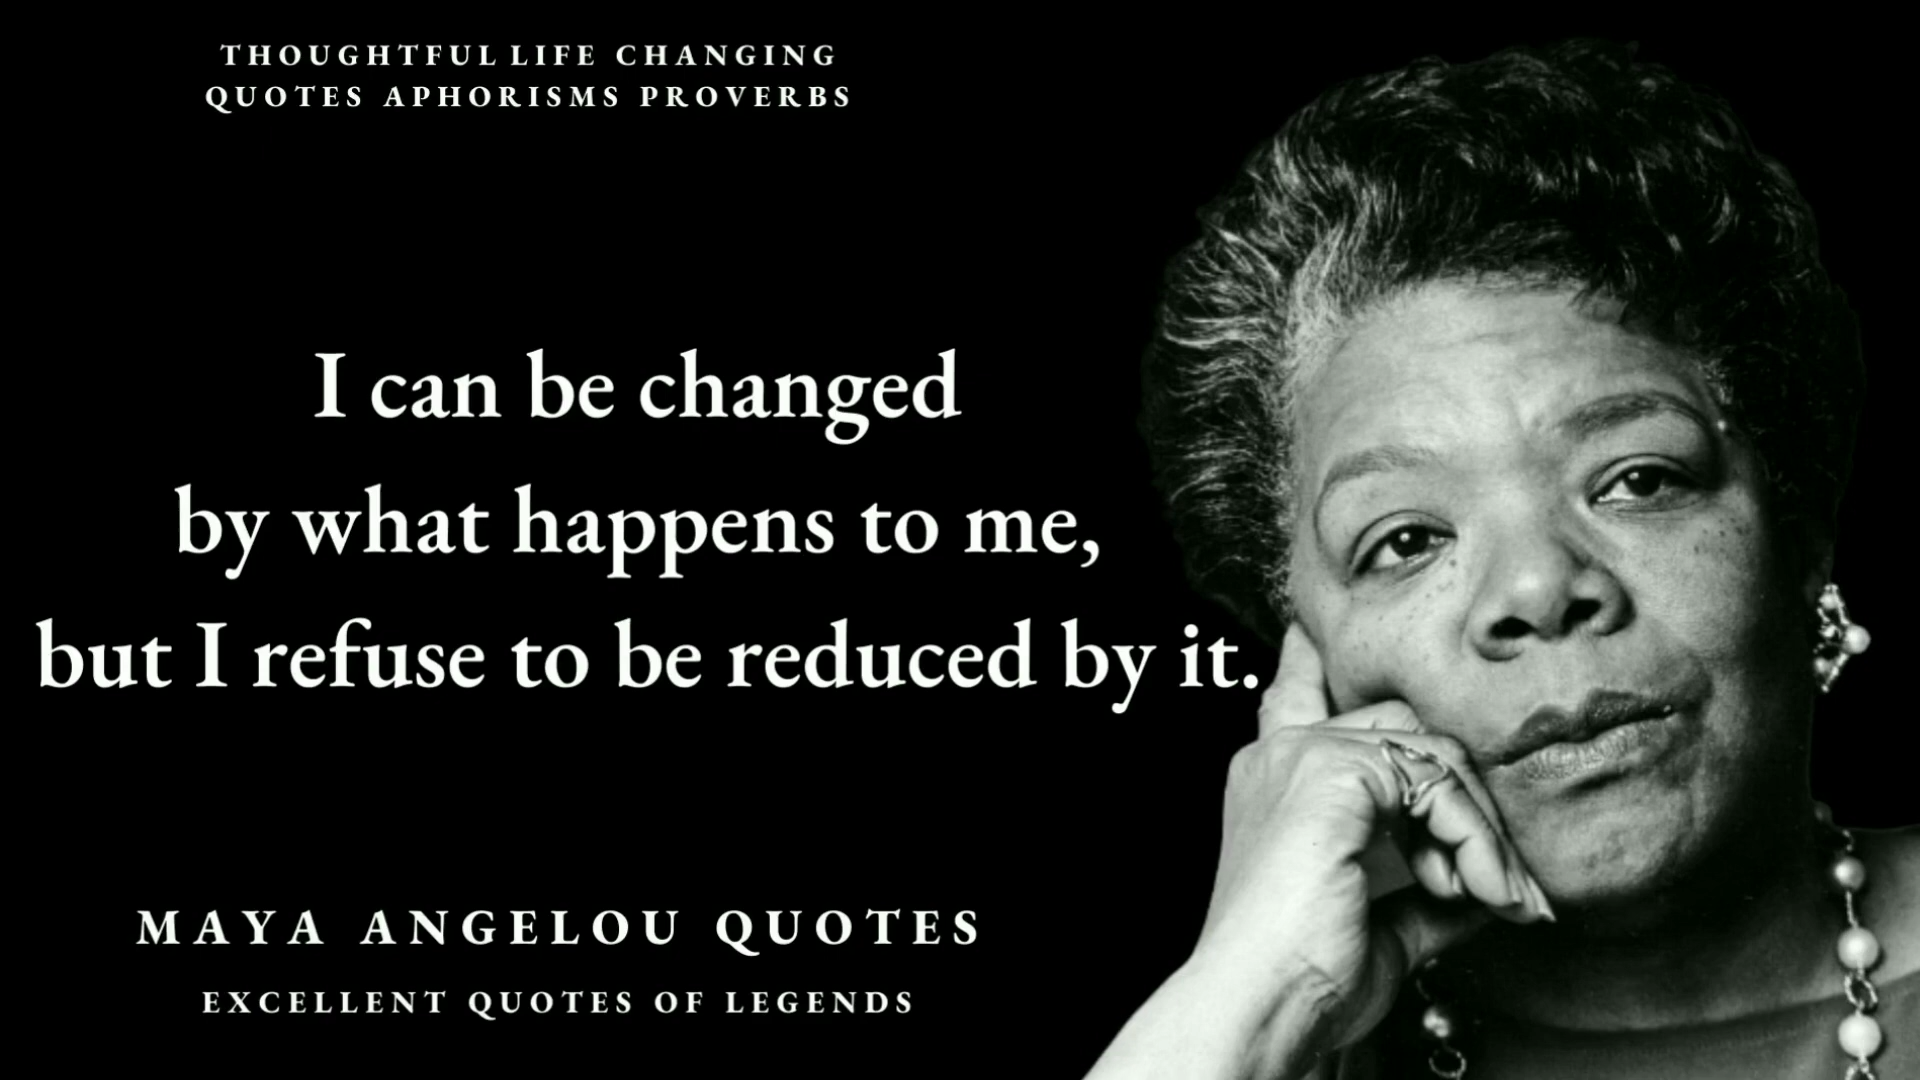 THOUGHTFUL LIFE CHANGING
QUOTES APHORISMS PROVERBS
I can be changed
by what happens to me,
but I refuse to be reduced by it.
MAYA ANGELOU QUOTES
EXCELLENT QUOTES OF LEGENDS